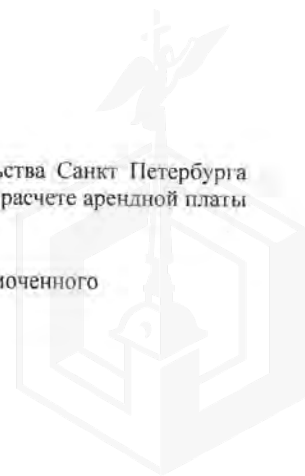 ства Санкт Петербурга
расчете арендной платы
моченного